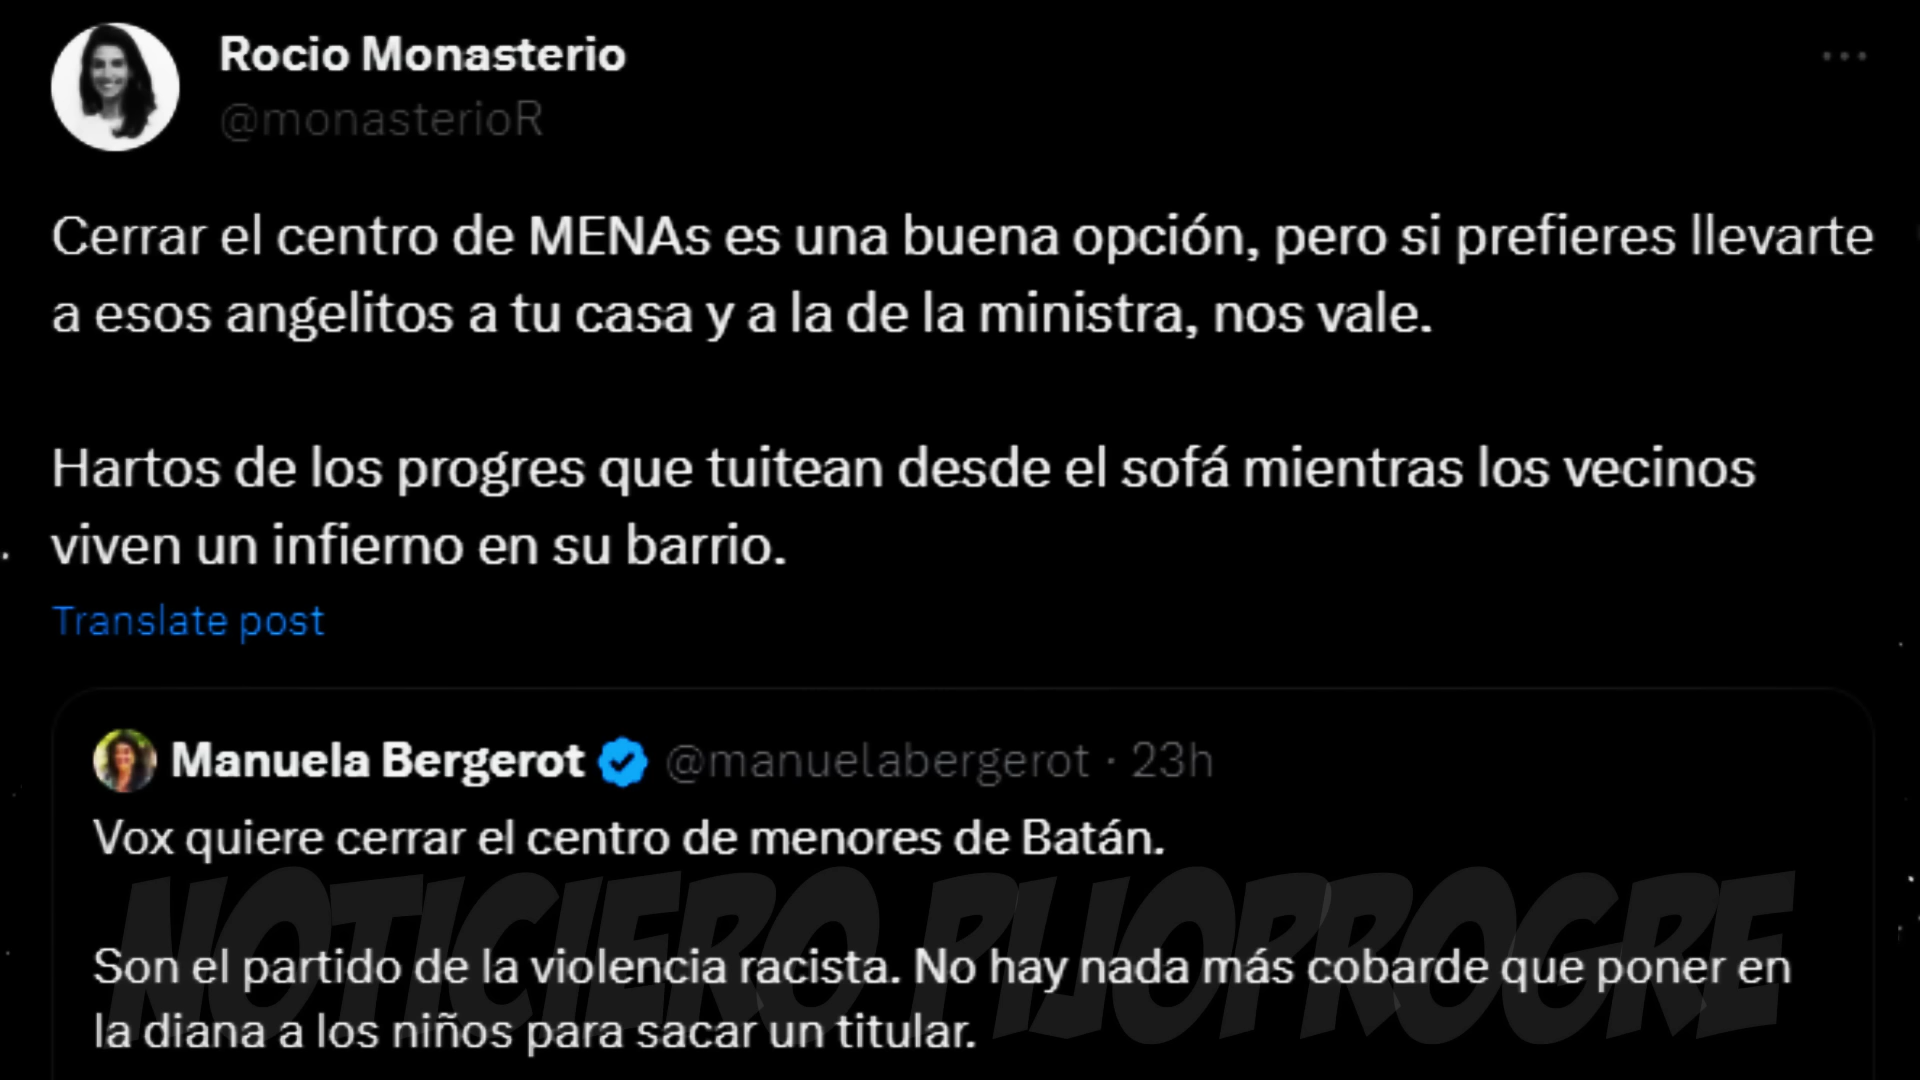 Rocio Monasterio
@monasterioR
Cerrar el centro de MENAs es una buena opción, pero si prefieres llevarte
a esos angelitos a tu casa y a la de la ministra, nos vale.
Hartos de los progres que tuitean desde el sofá mientras los vecinos
viven un infierno en su barrio.
Translate post
Manuela Bergerot @manuelabergerot · 23h
Vox quiere cerrar el centro de menores de Batán.
NOTICIERO PIJOPROGRE
Son el partido de la violencia racista. No hay nada más cobarde que poner en
la diana a los niños para sacar un titular.